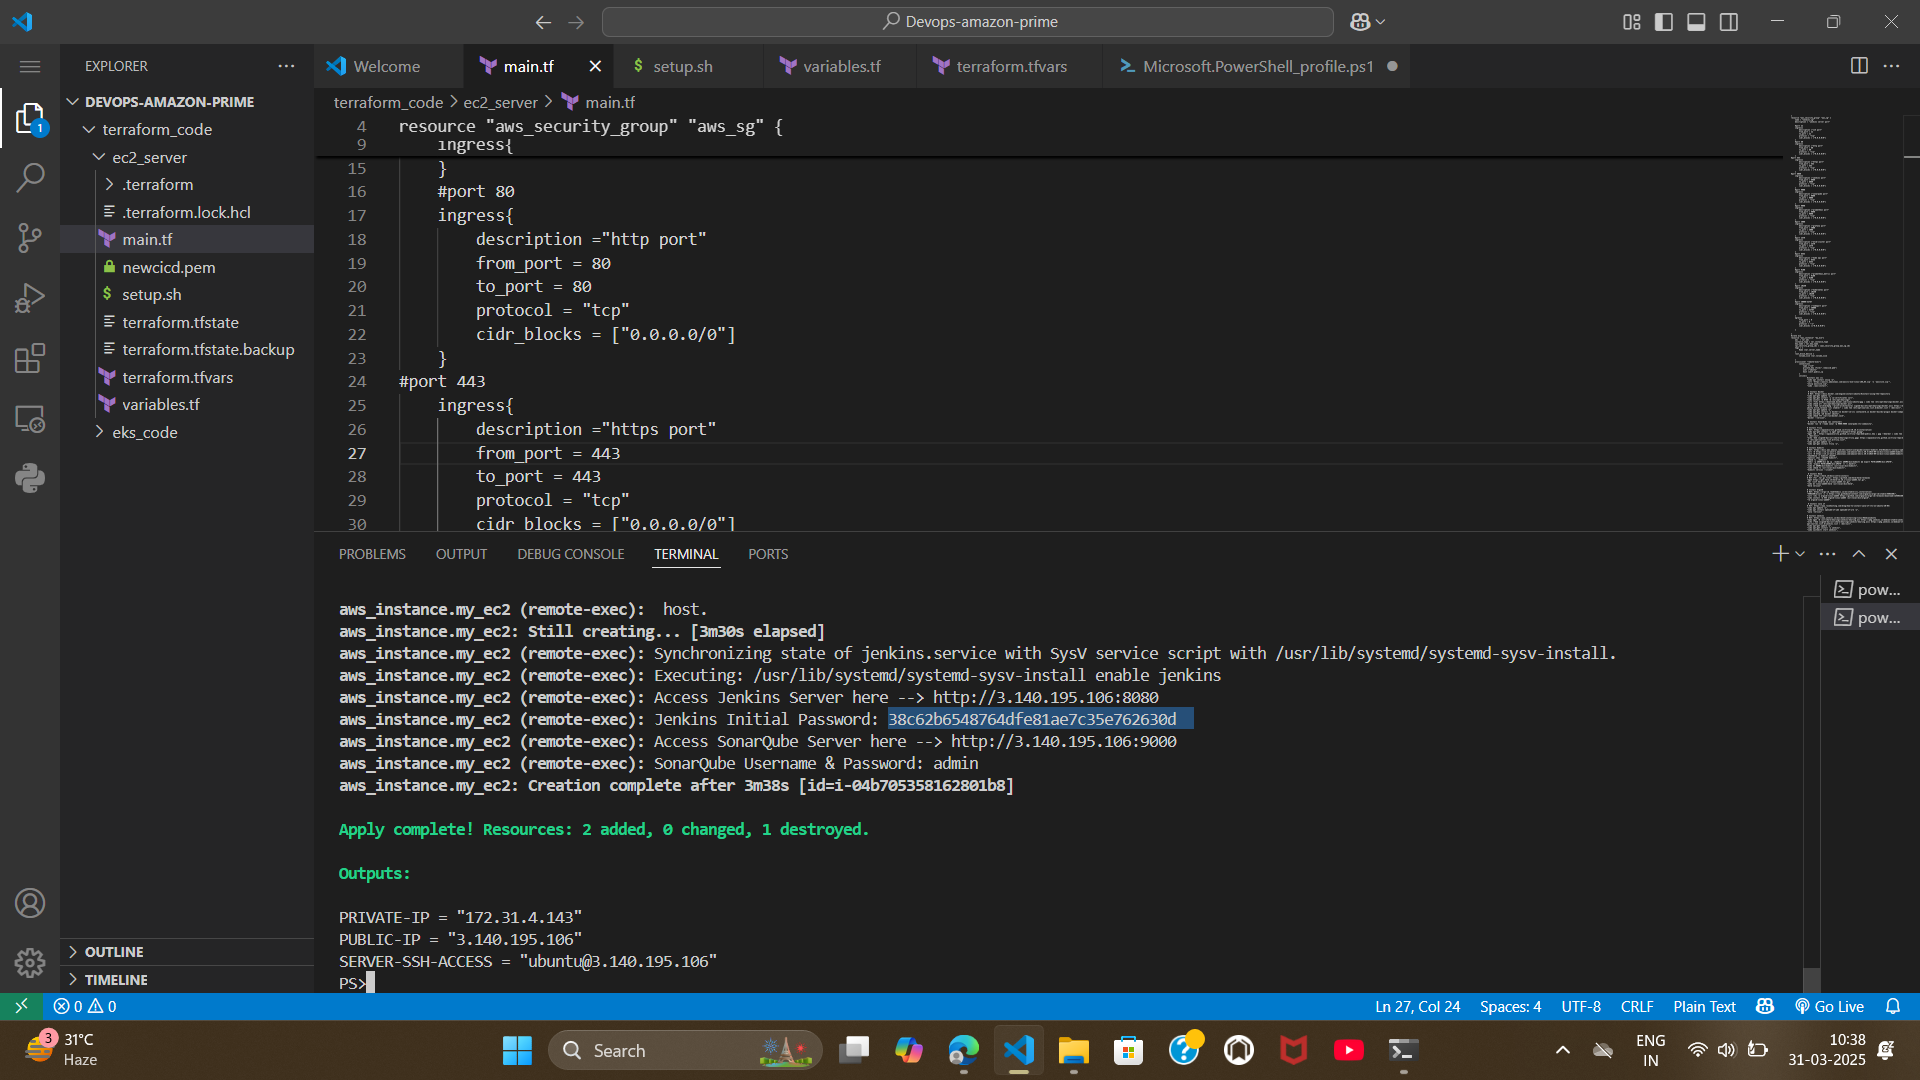 Devops-amazon-prime
EXPLORER
DEVOPS-AMAZON-PRIME
terraform_code
ec2_server
.terraform
.terraform.lock.hcl
main.tf
newcicd.pem
setup.sh
terraform.tfstate
terraform.tfstate.backup
terraform.tfvars
variables.tf
eks_code
OUTLINE
TIMELINE
1
Welcome
main.tf
setup.sh
variables.tf
terraform.tfvars
Microsoft.PowerShell_profile.ps1
terraform_code > ec2_server > main.tf
4 resource "aws_security_group" "aws_sg" {
9 ingress{
15 }
16 #port 80
17 ingress{
18 description ="http port"
19 from_port = 80
20 to_port = 80
21 protocol = "tcp"
22 cidr_blocks = ["0.0.0.0/0"]
23 }
24 #port 443
25 ingress{
26 description ="https port"
27 from_port = 443
28 to_port = 443
29 protocol = "tcp"
30 cidr_blocks = ["0.0.0.0/0"]
PROBLEMS OUTPUT DEBUG CONSOLE TERMINAL PORTS
pow...
pow...
aws_instance.my_ec2 (remote-exec):  host.
aws_instance.my_ec2: Still creating... [3m30s elapsed]
aws_instance.my_ec2 (remote-exec): Synchronizing state of jenkins.service with SysV service script with /usr/lib/systemd/systemd-sysv-install.
aws_instance.my_ec2 (remote-exec): Executing: /usr/lib/systemd/systemd-sysv-install enable jenkins
aws_instance.my_ec2 (remote-exec): Access Jenkins Server here --> http://3.140.195.106:8080
aws_instance.my_ec2 (remote-exec): Jenkins Initial Password: 38c62b6548764dfe81ae7c35e762630d
aws_instance.my_ec2 (remote-exec): Access SonarQube Server here --> http://3.140.195.106:9000
aws_instance.my_ec2 (remote-exec): SonarQube Username & Password: admin
aws_instance.my_ec2: Creation complete after 3m38s [id=i-04b705358162801b8]
Apply complete! Resources: 2 added, 0 changed, 1 destroyed.
Outputs:
PRIVATE-IP = "172.31.4.143"
PUBLIC-IP = "3.140.195.106"
SERVER-SSH-ACCESS = "ubuntu@3.140.195.106"
PS>
0 0
Ln 27, Col 24 Spaces: 4 UTF-8 CRLF Plain Text Go Live
3
31°C
Haze
Search
ENG
IN
10:38
31-03-2025